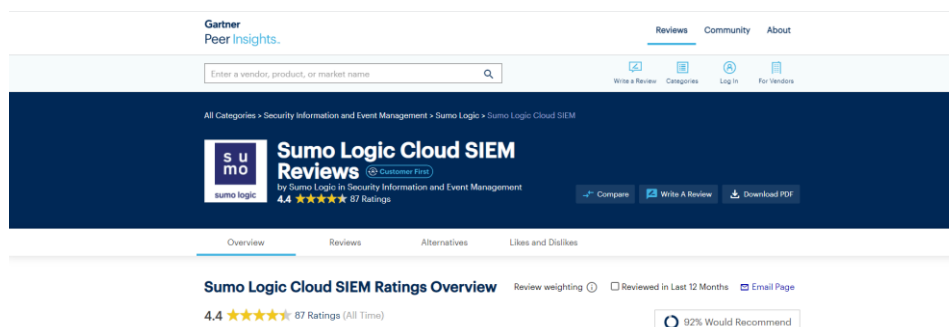 Gartner
Peer Insights.
Reviews Community About
Enter a vendor, product, or market name
Write a Review Categories Log In For Vendors
All Categories > Security Information and Event Management > Sumo Logic > Sumo Logic Cloud SIEM
su
mo
sumo logic
Sumo Logic Cloud SIEM
Reviews Customer First
by Sumo Logic in Security Information and Event Management
4.4 87 Ratings
Compare Write A Review Download PDF
Overview Reviews Alternatives Likes and Dislikes
Sumo Logic Cloud SIEM Ratings Overview Review weighting Reviewed in Last 12 Months Email Page
4.4 87 Ratings (All Time)
92% Would Recommend